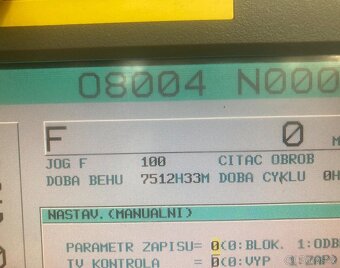 O8004 N000
F 0 M
JOG F 100 CITAC OBROB
DOBA BEHU 7512H33M DOBA CYKLU 0H
NASTAV.(MANUALNI)
PARAMETR ZAPISU= 0(0:BLOK. 1:ODB
TV KONTROLA = 0(0:VYP 1:ZAP)